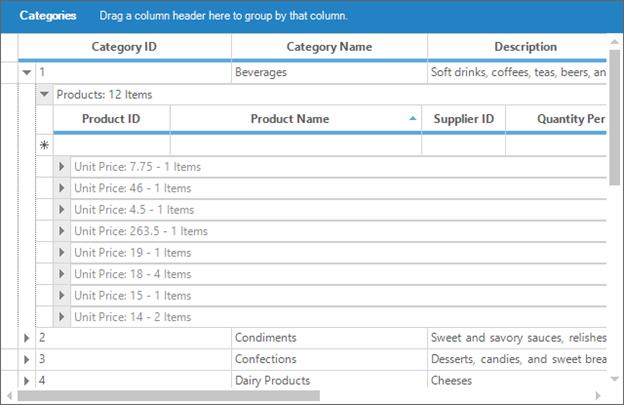 Categories Drag a column header here to group by that column.
Category ID Category Name Description
1 Beverages Soft drinks, coffees, teas, beers, an
Products: 12 Items
Product ID Product Name Supplier ID Quantity Per
Unit Price: 7.75 - 1 Items
Unit Price: 46 - 1 Items
Unit Price: 4.5 - 1 Items
Unit Price: 263.5 - 1 Items
Unit Price: 19 - 1 Items
Unit Price: 18 - 4 Items
Unit Price: 15 - 1 Items
Unit Price: 14 - 2 Items
2 Condiments Sweet and savory sauces, relishes
3 Confections Desserts, candies, and sweet brea
4 Dairy Products Cheeses